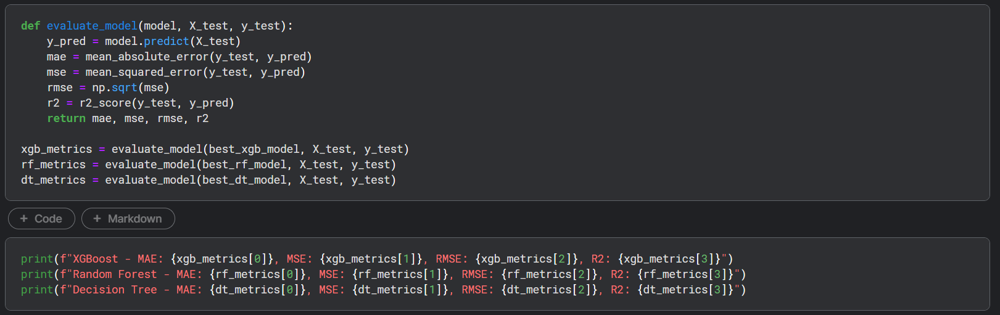 def evaluate_model(model, X_test, y_test):
    y_pred = model.predict(X_test)
    mae = mean_absolute_error(y_test, y_pred)
    mse = mean_squared_error(y_test, y_pred)
    rmse = np.sqrt(mse)
    r2 = r2_score(y_test, y_pred)
    return mae, mse, rmse, r2

xgb_metrics = evaluate_model(best_xgb_model, X_test, y_test)
rf_metrics = evaluate_model(best_rf_model, X_test, y_test)
dt_metrics = evaluate_model(best_dt_model, X_test, y_test)
+ Code + Markdown
print(f"XGBoost - MAE: {xgb_metrics[0]}, MSE: {xgb_metrics[1]}, RMSE: {xgb_metrics[2]}, R2: {xgb_metrics[3]}")
print(f"Random Forest - MAE: {rf_metrics[0]}, MSE: {rf_metrics[1]}, RMSE: {rf_metrics[2]}, R2: {rf_metrics[3]}")
print(f"Decision Tree - MAE: {dt_metrics[0]}, MSE: {dt_metrics[1]}, RMSE: {dt_metrics[2]}, R2: {dt_metrics[3]}")